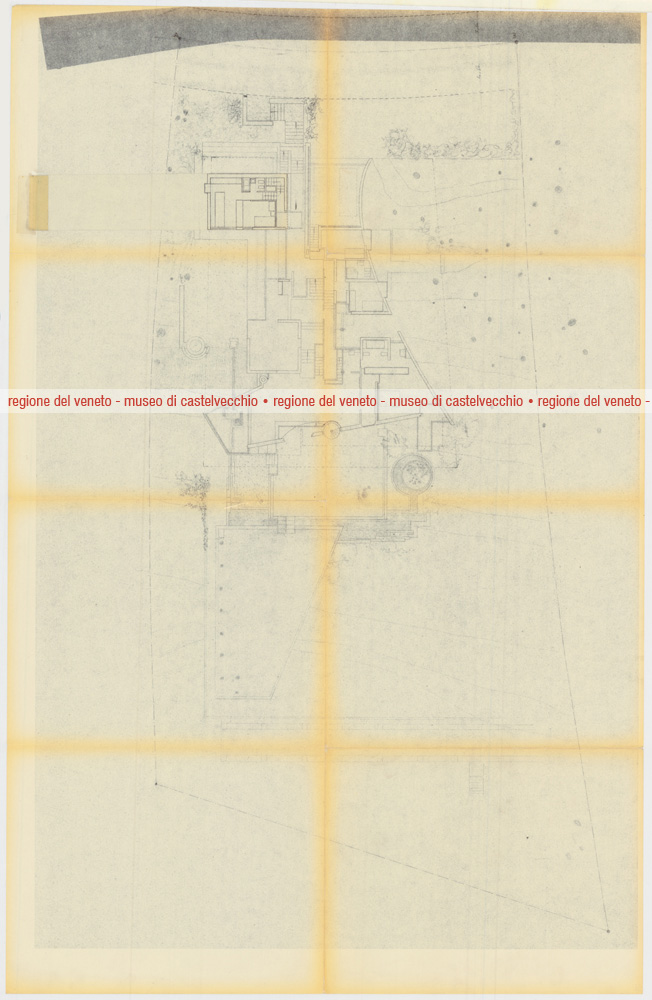 regione del veneto - museo di castelvecchio • regione del veneto - museo di castelvecchio • regione del veneto -